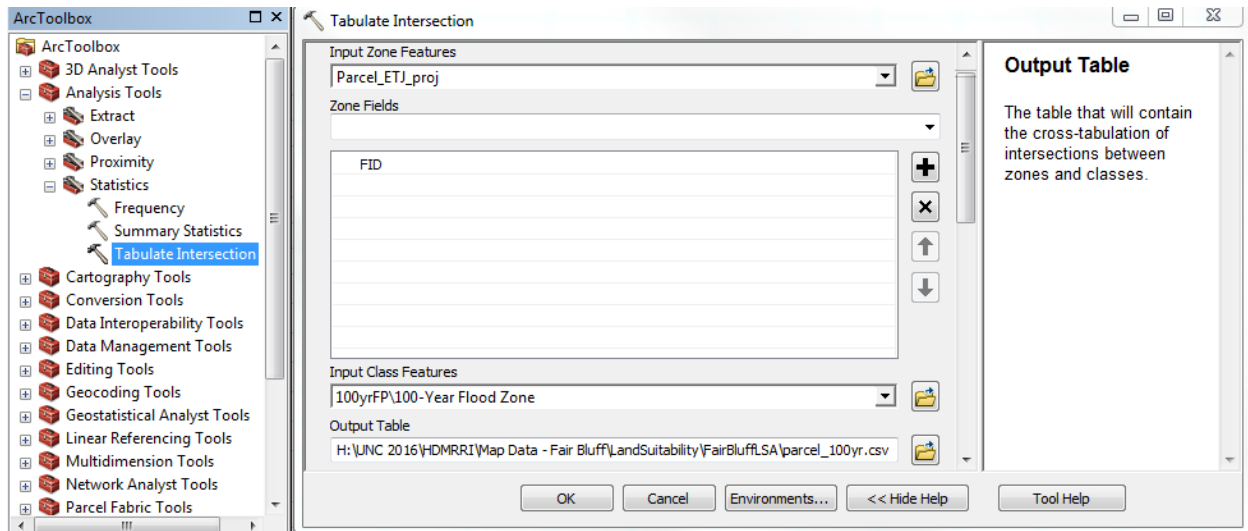 ArcToolbox
ArcToolbox
3D Analyst Tools
Analysis Tools
Extract
Overlay
Proximity
Statistics
Frequency
Summary Statistics
Tabulate Intersection
Cartography Tools
Conversion Tools
Data Interoperability Tools
Data Management Tools
Editing Tools
Geocoding Tools
Geostatistical Analyst Tools
Linear Referencing Tools
Multidimension Tools
Network Analyst Tools
Parcel Fabric Tools
Tabulate Intersection
Input Zone Features
Parcel_ETJ_proj
Zone Fields
FID
Input Class Features
100yrFP\100-Year Flood Zone
Output Table
H:\UNC 2016\HDMRRI\Map Data - Fair Bluff\LandSuitability\FairBluffLSA\parcel_100yr.csv
OK
Cancel
Environments...
<< Hide Help
Tool Help
Output Table
The table that will contain
the cross-tabulation of
intersections between
zones and classes.